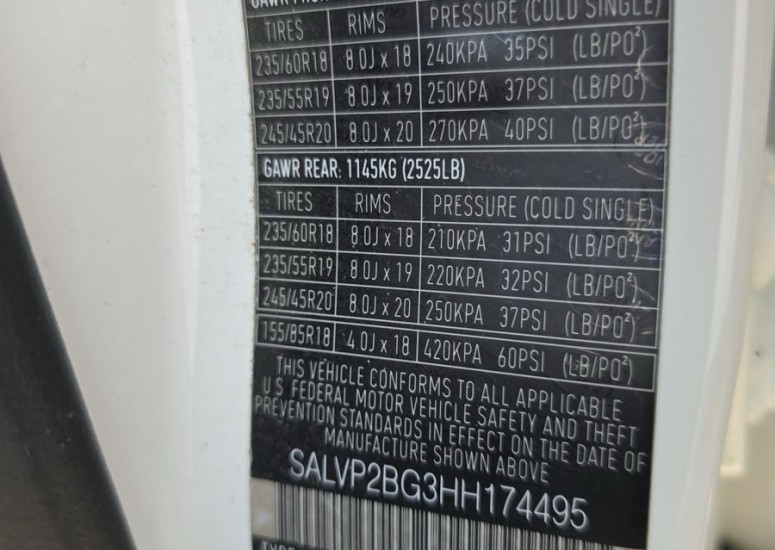 TIRES RIMS PRESSURE (COLD SINGLE)
235/60R18 8.0J x 18 240KPA 35PSI (LB/PO²)
235/55R19 8.0J x 19 250KPA 37PSI (LB/PO²)
245/45R20 8.0J x 20 270KPA 40PSI (LB/PO²)
GAWR REAR: 1145KG (2525LB)
TIRES RIMS PRESSURE (COLD SINGLE)
235/60R18 8.0J x 18 210KPA 31PSI (LB/PO²)
235/55R19 8.0J x 19 220KPA 32PSI (LB/PO²)
245/45R20 8.0J x 20 250KPA 37PSI (LB/PO²)
155/85R18 4.0J x 18 420KPA 60PSI (LB/PO²)
THIS VEHICLE CONFORMS TO ALL APPLICABLE
U.S. FEDERAL MOTOR VEHICLE SAFETY AND THEFT
PREVENTION STANDARDS IN EFFECT ON THE DATE OF
MANUFACTURE SHOWN ABOVE
SALVP2BG3HH174495